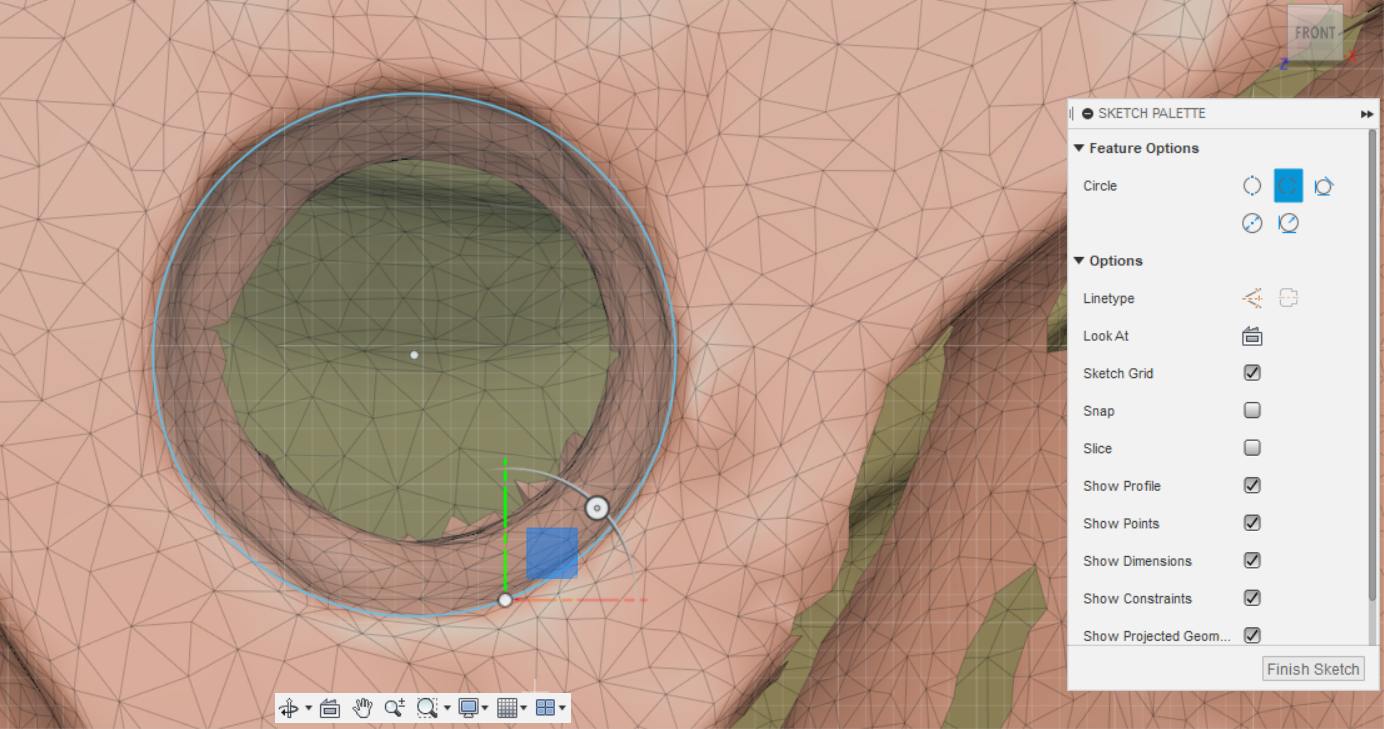 FRONT
Z
X
SKETCH PALETTE
Feature Options
Circle
Options
Linetype
Look At
Sketch Grid
Snap
Slice
Show Profile
Show Points
Show Dimensions
Show Constraints
Show Projected Geom...
Finish Sketch